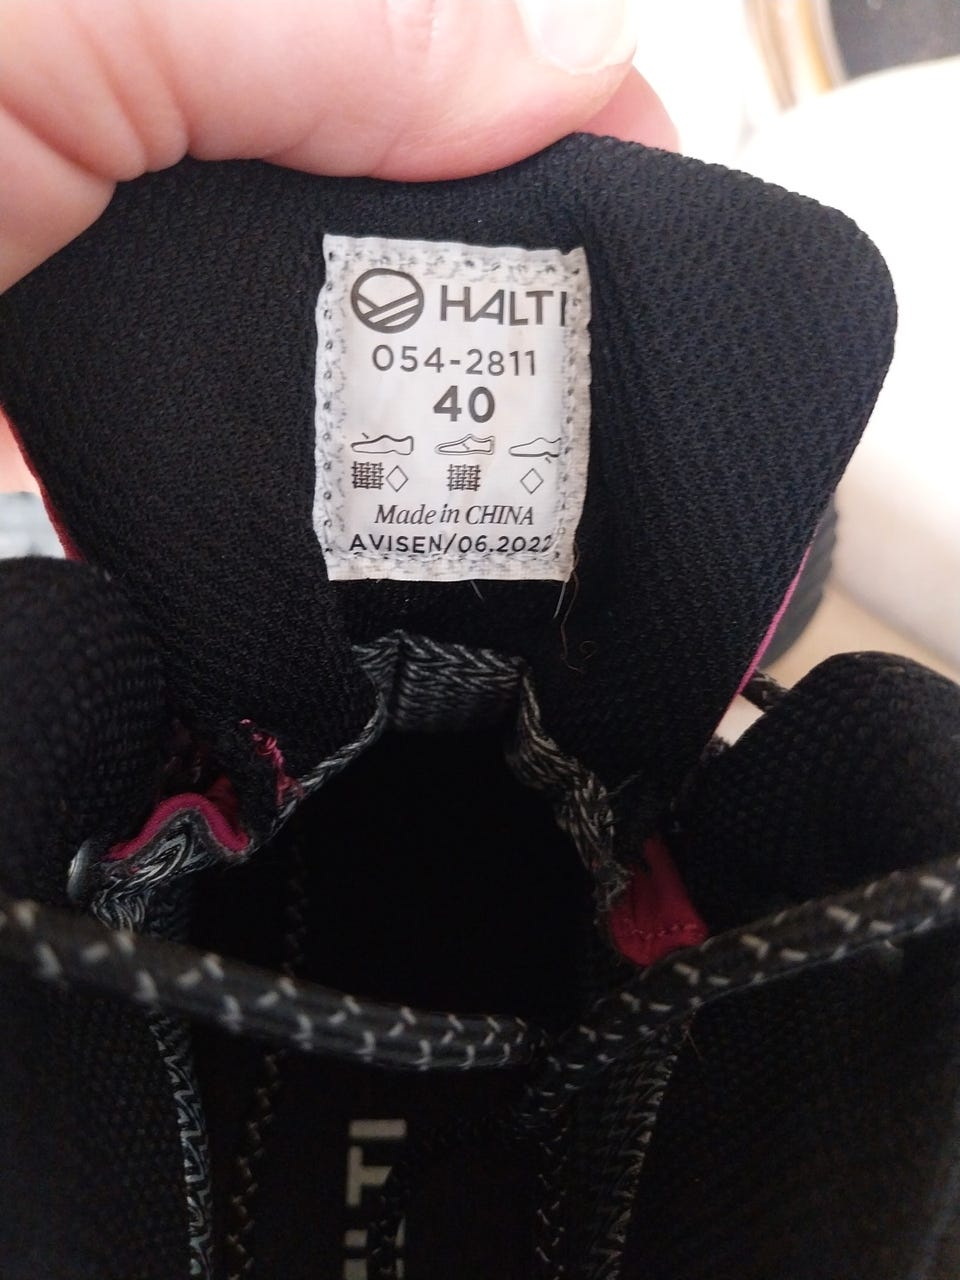 HALTI
054-2811
40
Made in CHINA
AVISEN/06.2022